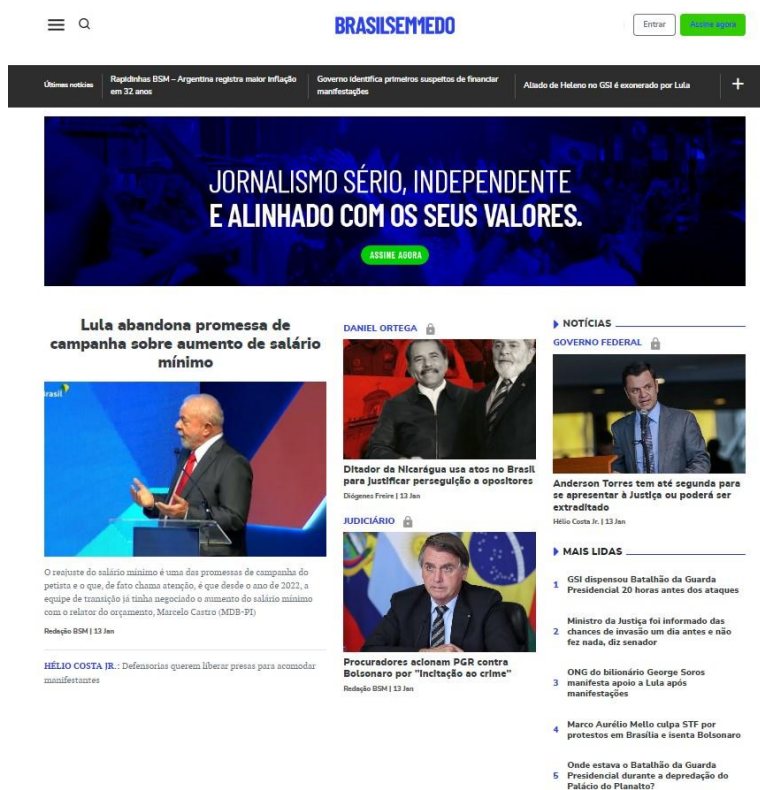 BRASILSEMMEDO
Entrar
Assine agora
Últimas notícias
Rapidinhas BSM – Argentina registra maior inflação
em 32 anos
Governo identifica primeiros suspeitos de financiar
manifestações
Aliado de Heleno no GSI é exonerado por Lula
+
JORNALISMO SÉRIO, INDEPENDENTE
E ALINHADO COM OS SEUS VALORES.
ASSINE AGORA
Lula abandona promessa de
campanha sobre aumento de salário
mínimo
rasil
O reajuste do salário mínimo é uma das promessas de campanha do
petista e o que, de fato chama atenção, é que desde o ano de 2022, a
equipe de transição já tinha negociado o aumento do salário mínimo
com o relator do orçamento, Marcelo Castro (MDB-PI)
Redação BSM | 13 Jan
HÉLIO COSTA JR.: Defensorias querem liberar presas para acomodar
manifestantes
DANIEL ORTEGA
Ditador da Nicarágua usa atos no Brasil
para justificar perseguição a opositores
Diógenes Freire | 13 Jan
JUDICIÁRIO
Procuradores acionam PGR contra
Bolsonaro por "incitação ao crime"
Redação BSM | 13 Jan
NOTÍCIAS
GOVERNO FEDERAL
Anderson Torres tem até segunda para
se apresentar à Justiça ou poderá ser
extraditado
Hélio Costa Jr. | 13 Jan
MAIS LIDAS
1 GSI dispensou Batalhão da Guarda
Presidencial 20 horas antes dos ataques
2 Ministro da Justiça foi informado das
chances de invasão um dia antes e não
fez nada, diz senador
3 ONG do bilionário George Soros
manifesta apoio a Lula após
manifestações
4 Marco Aurélio Mello culpa STF por
protestos em Brasília e isenta Bolsonaro
5 Onde estava o Batalhão da Guarda
Presidencial durante a depredação do
Palácio do Planalto?